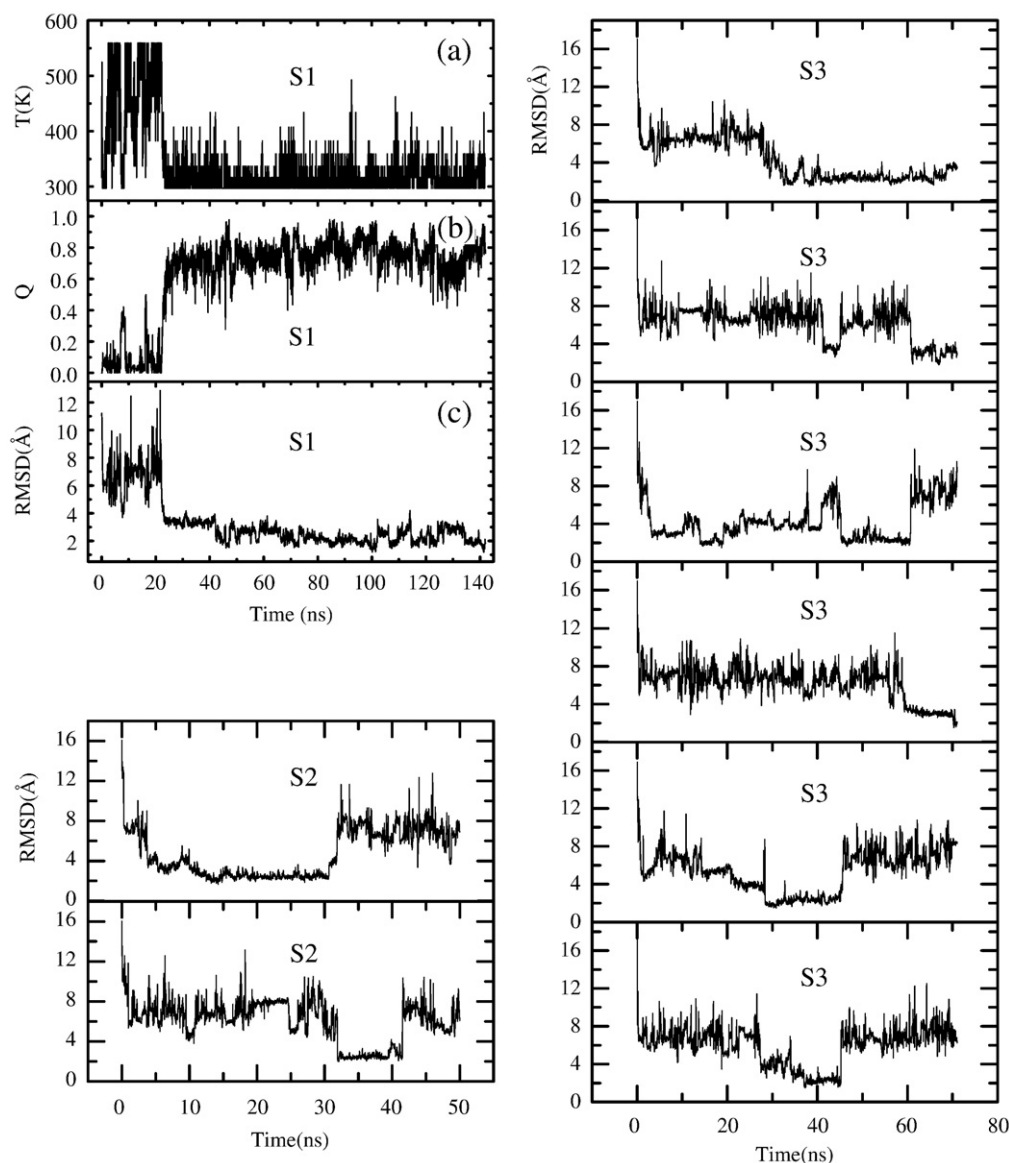 600
500
400
300
T(K)
(a)
S1
1.0
0.8
0.6
0.4
0.2
0.0
Q
(b)
S1
12
10
8
6
4
2
RMSD(Å)
(c)
S1
0 20 40 60 80 100 120 140
Time (ns)
16
12
8
4
0
RMSD(Å)
S2
16
12
8
4
0
S2
0 10 20 30 40 50
Time(ns)
16
12
8
4
0
RMSD(Å)
S3
16
12
8
4
0
S3
16
12
8
4
0
S3
16
12
8
4
0
S3
16
12
8
4
0
S3
16
12
8
4
0
S3
0 20 40 60 80
Time(ns)